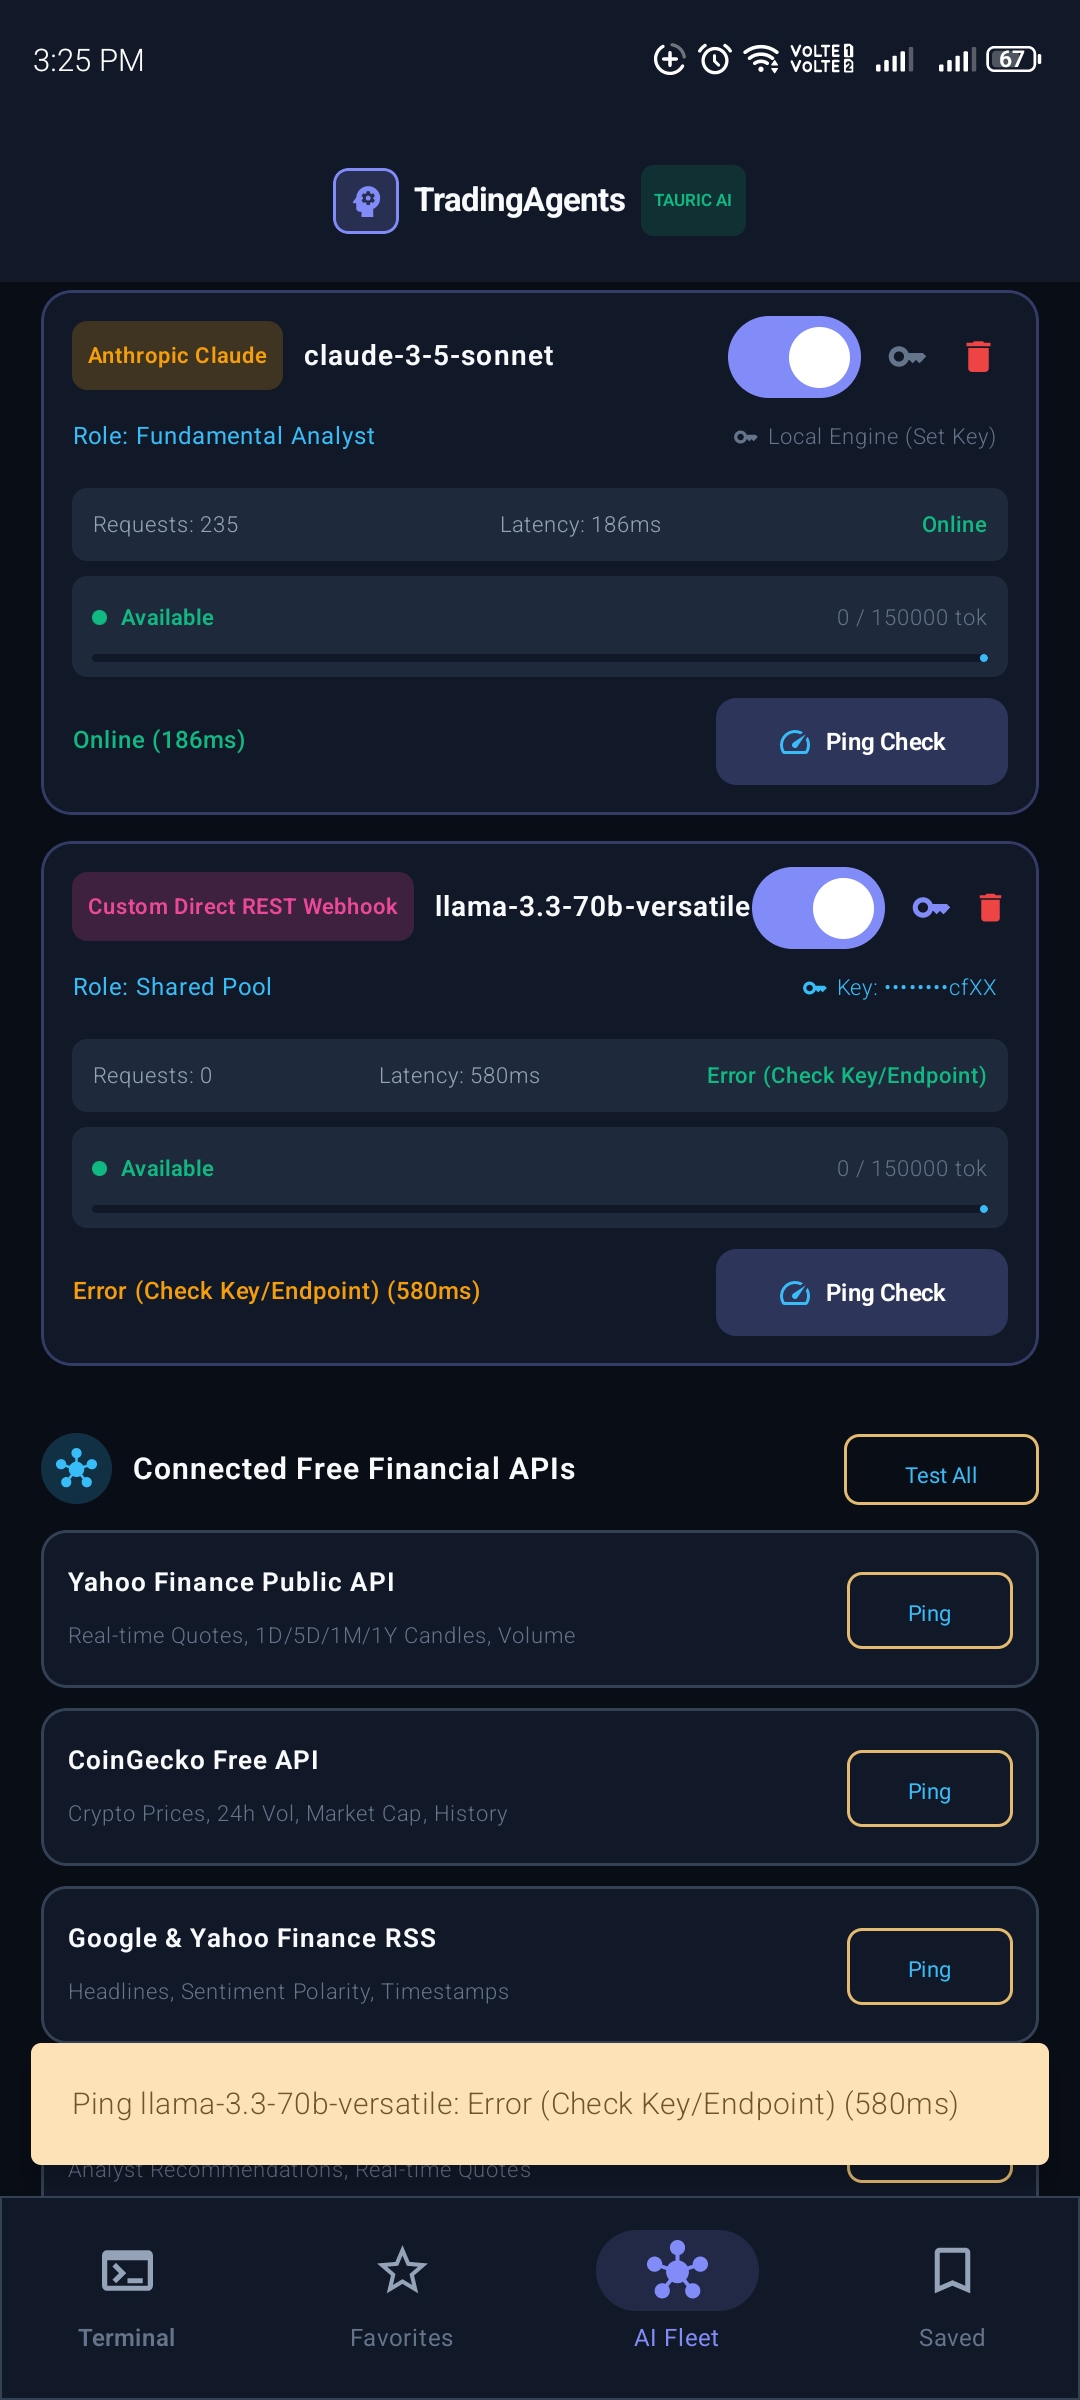 3:25 PM
VoLTE 1
VoLTE 2
67
TradingAgents
TAURIC AI
Anthropic Claude
claude-3-5-sonnet
Role: Fundamental Analyst
Local Engine (Set Key)
Requests: 235
Latency: 186ms
Online
Available
0 / 150000 tok
Online (186ms)
Ping Check
Custom Direct REST Webhook
llama-3.3-70b-versatile
Role: Shared Pool
Key: ••••••••cfXX
Requests: 0
Latency: 580ms
Error (Check Key/Endpoint)
Available
0 / 150000 tok
Error (Check Key/Endpoint) (580ms)
Ping Check
Connected Free Financial APIs
Test All
Yahoo Finance Public API
Real-time Quotes, 1D/5D/1M/1Y Candles, Volume
Ping
CoinGecko Free API
Crypto Prices, 24h Vol, Market Cap, History
Ping
Google & Yahoo Finance RSS
Headlines, Sentiment Polarity, Timestamps
Ping
Ping llama-3.3-70b-versatile: Error (Check Key/Endpoint) (580ms)
Analyst Recommendations, Real-time Quotes
Terminal
Favorites
AI Fleet
Saved